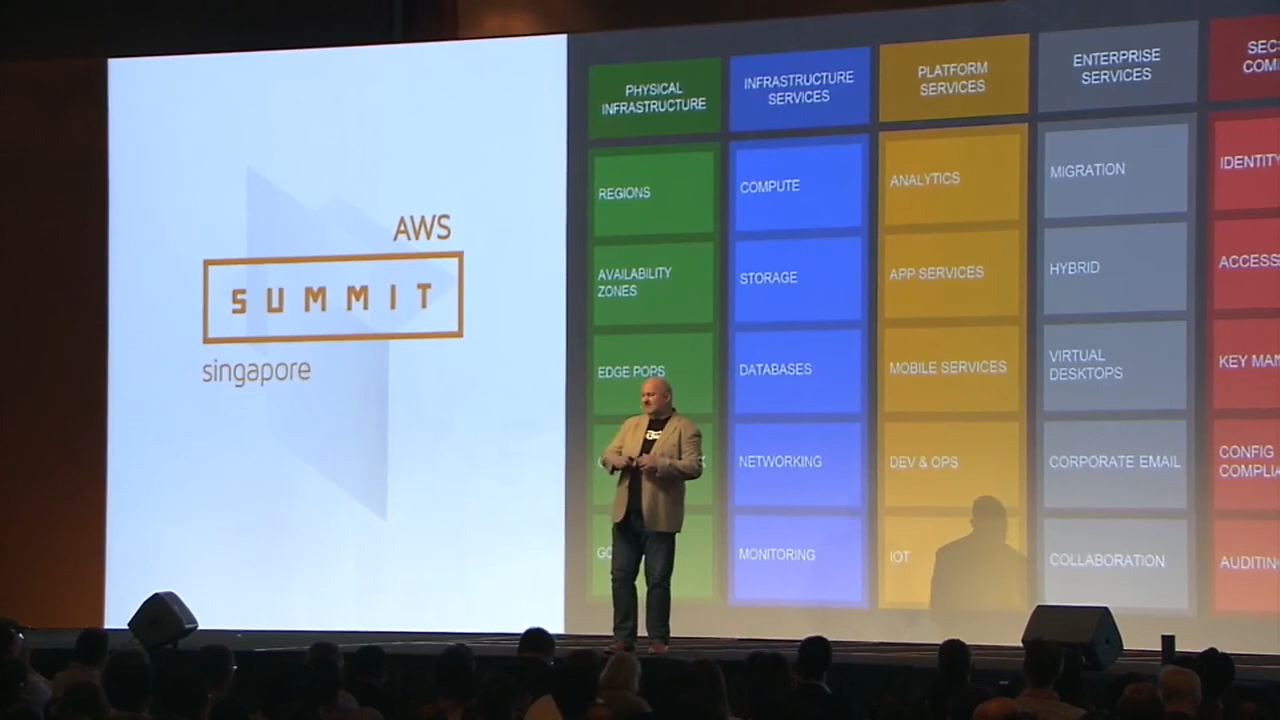 AWS
SUMMIT
singapore
PHYSICAL
INFRASTRUCTURE
REGIONS
AVAILABILITY
ZONES
EDGE POPS
INFRASTRUCTURE
SERVICES
COMPUTE
STORAGE
DATABASES
NETWORKING
MONITORING
PLATFORM
SERVICES
ANALYTICS
APP SERVICES
MOBILE SERVICES
DEV & OPS
IOT
ENTERPRISE
SERVICES
MIGRATION
HYBRID
VIRTUAL
DESKTOPS
CORPORATE EMAIL
COLLABORATION
IDENTITY
ACCESS
KEY
CONFIG